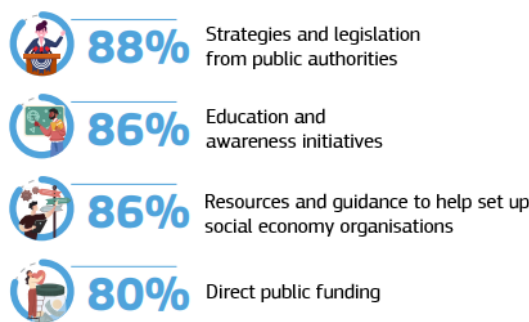 88%
Strategies and legislation
from public authorities
86%
Education and
awareness initiatives
86%
Resources and guidance to help set up
social economy organisations
80%
Direct public funding